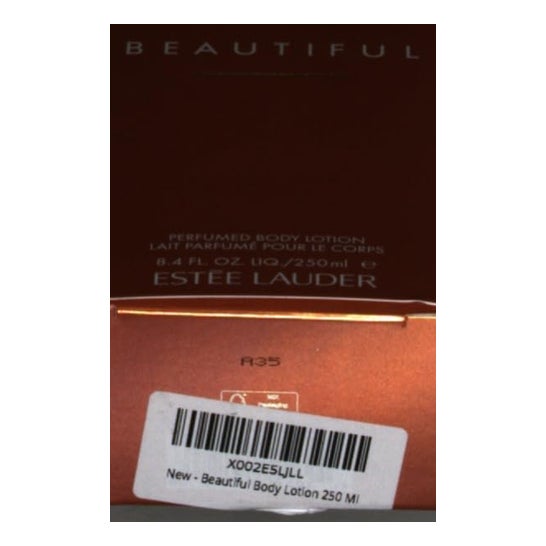 BEAUTIFUL
PERFUMED BODY LOTION
LAIT PARFUMÉ POUR LE CORPS
8.4 FL. OZ. LIQ./250ml ℮
ESTĒE LAUDER
A35
X002E5LJLL
New - Beautiful Body Lotion 250 Ml